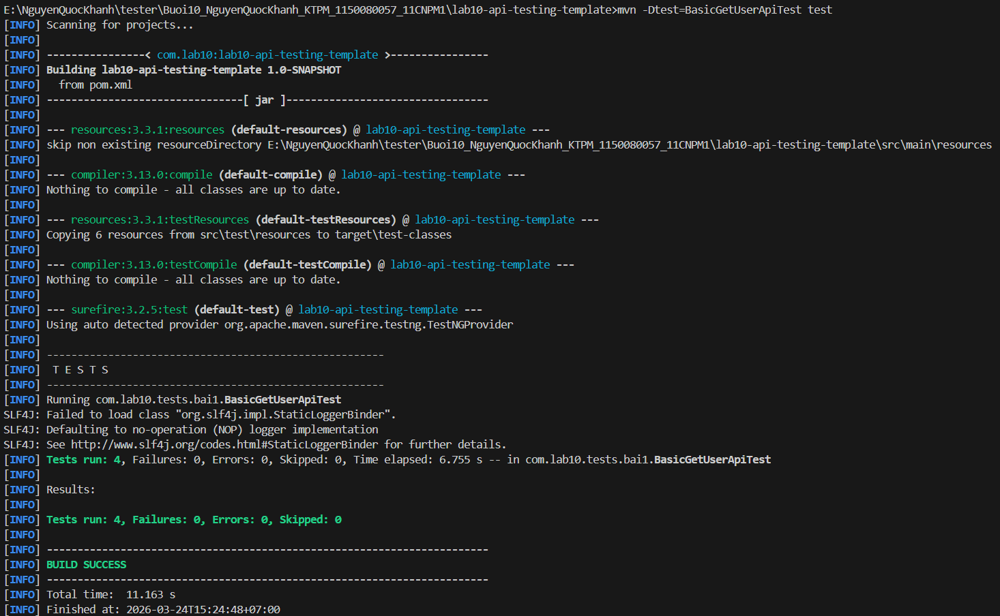 E:\NguyenQuocKhanh\tester\Buoi10_NguyenQuocKhanh_KTPM_1150080057_11CNPM1\lab10-api-testing-template>mvn -Dtest=BasicGetUserApiTest test
[INFO] Scanning for projects...
[INFO]
[INFO] ----------------< com.lab10:lab10-api-testing-template >----------------
[INFO] Building lab10-api-testing-template 1.0-SNAPSHOT
[INFO]   from pom.xml
[INFO] --------------------------------[ jar ]---------------------------------
[INFO]
[INFO] --- resources:3.3.1:resources (default-resources) @ lab10-api-testing-template ---
[INFO] skip non existing resourceDirectory E:\NguyenQuocKhanh\tester\Buoi10_NguyenQuocKhanh_KTPM_1150080057_11CNPM1\lab10-api-testing-template\src\main\resources
[INFO]
[INFO] --- compiler:3.13.0:compile (default-compile) @ lab10-api-testing-template ---
[INFO] Nothing to compile - all classes are up to date.
[INFO]
[INFO] --- resources:3.3.1:testResources (default-testResources) @ lab10-api-testing-template ---
[INFO] Copying 6 resources from src\test\resources to target\test-classes
[INFO]
[INFO] --- compiler:3.13.0:testCompile (default-testCompile) @ lab10-api-testing-template ---
[INFO] Nothing to compile - all classes are up to date.
[INFO]
[INFO] --- surefire:3.2.5:test (default-test) @ lab10-api-testing-template ---
[INFO] Using auto detected provider org.apache.maven.surefire.testng.TestNGProvider
[INFO]
[INFO] -------------------------------------------------------
[INFO]  T E S T S
[INFO] -------------------------------------------------------
[INFO] Running com.lab10.tests.bai1.BasicGetUserApiTest
SLF4J: Failed to load class "org.slf4j.impl.StaticLoggerBinder".
SLF4J: Defaulting to no-operation (NOP) logger implementation
SLF4J: See http://www.slf4j.org/codes.html#StaticLoggerBinder for further details.
[INFO] Tests run: 4, Failures: 0, Errors: 0, Skipped: 0, Time elapsed: 6.755 s -- in com.lab10.tests.bai1.BasicGetUserApiTest
[INFO]
[INFO] Results:
[INFO]
[INFO] Tests run: 4, Failures: 0, Errors: 0, Skipped: 0
[INFO]
[INFO] ------------------------------------------------------------------------
[INFO] BUILD SUCCESS
[INFO] ------------------------------------------------------------------------
[INFO] Total time:  11.163 s
[INFO] Finished at: 2026-03-24T15:24:48+07:00